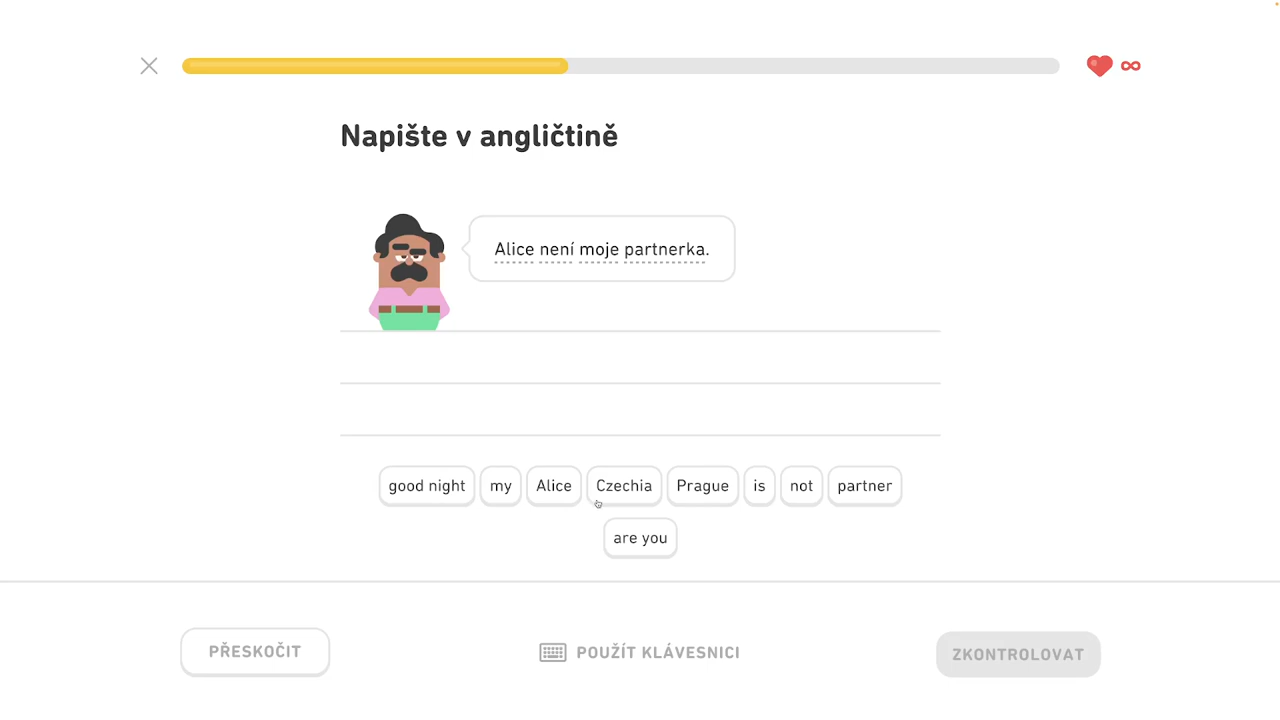 Napište v angličtině
Alice není moje partnerka.
good night my Alice Czechia Prague is not partner
are you
PŘESKOČIT POUŽÍT KLÁVESNICI ZKONTROLOVAT